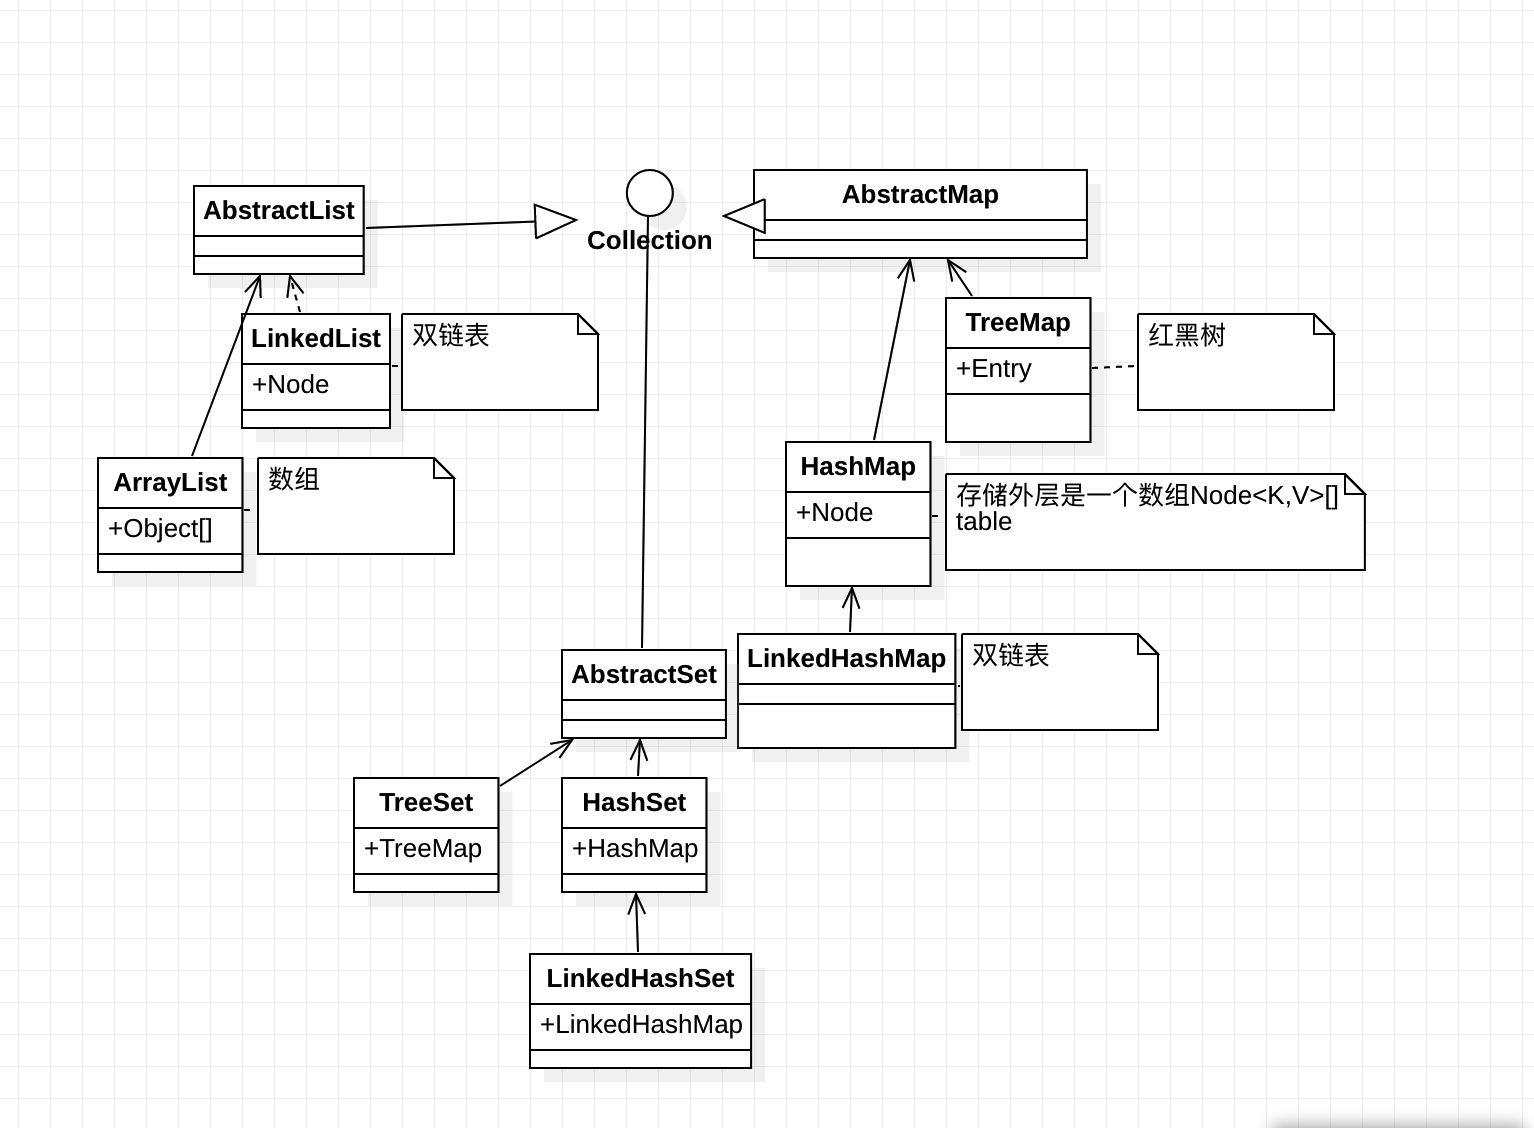 AbstractList
Collection
AbstractMap
LinkedList
+Node
双链表
TreeMap
+Entry
红黑树
ArrayList
+Object[]
数组
HashMap
+Node
存储外层是一个数组Node<K,V>[]
table
AbstractSet
LinkedHashMap
双链表
TreeSet
+TreeMap
HashSet
+HashMap
LinkedHashSet
+LinkedHashMap